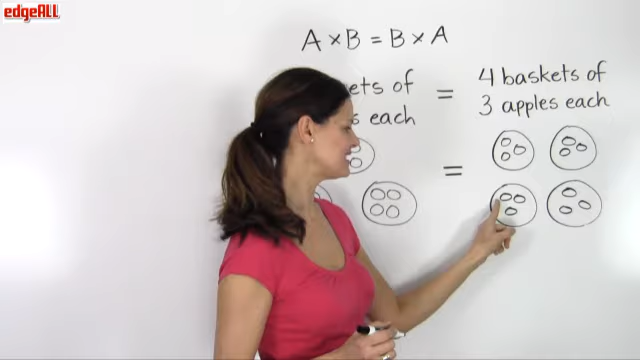 edgeALL
A × B = B × A
ets of = 4 baskets of
s each 3 apples each
=